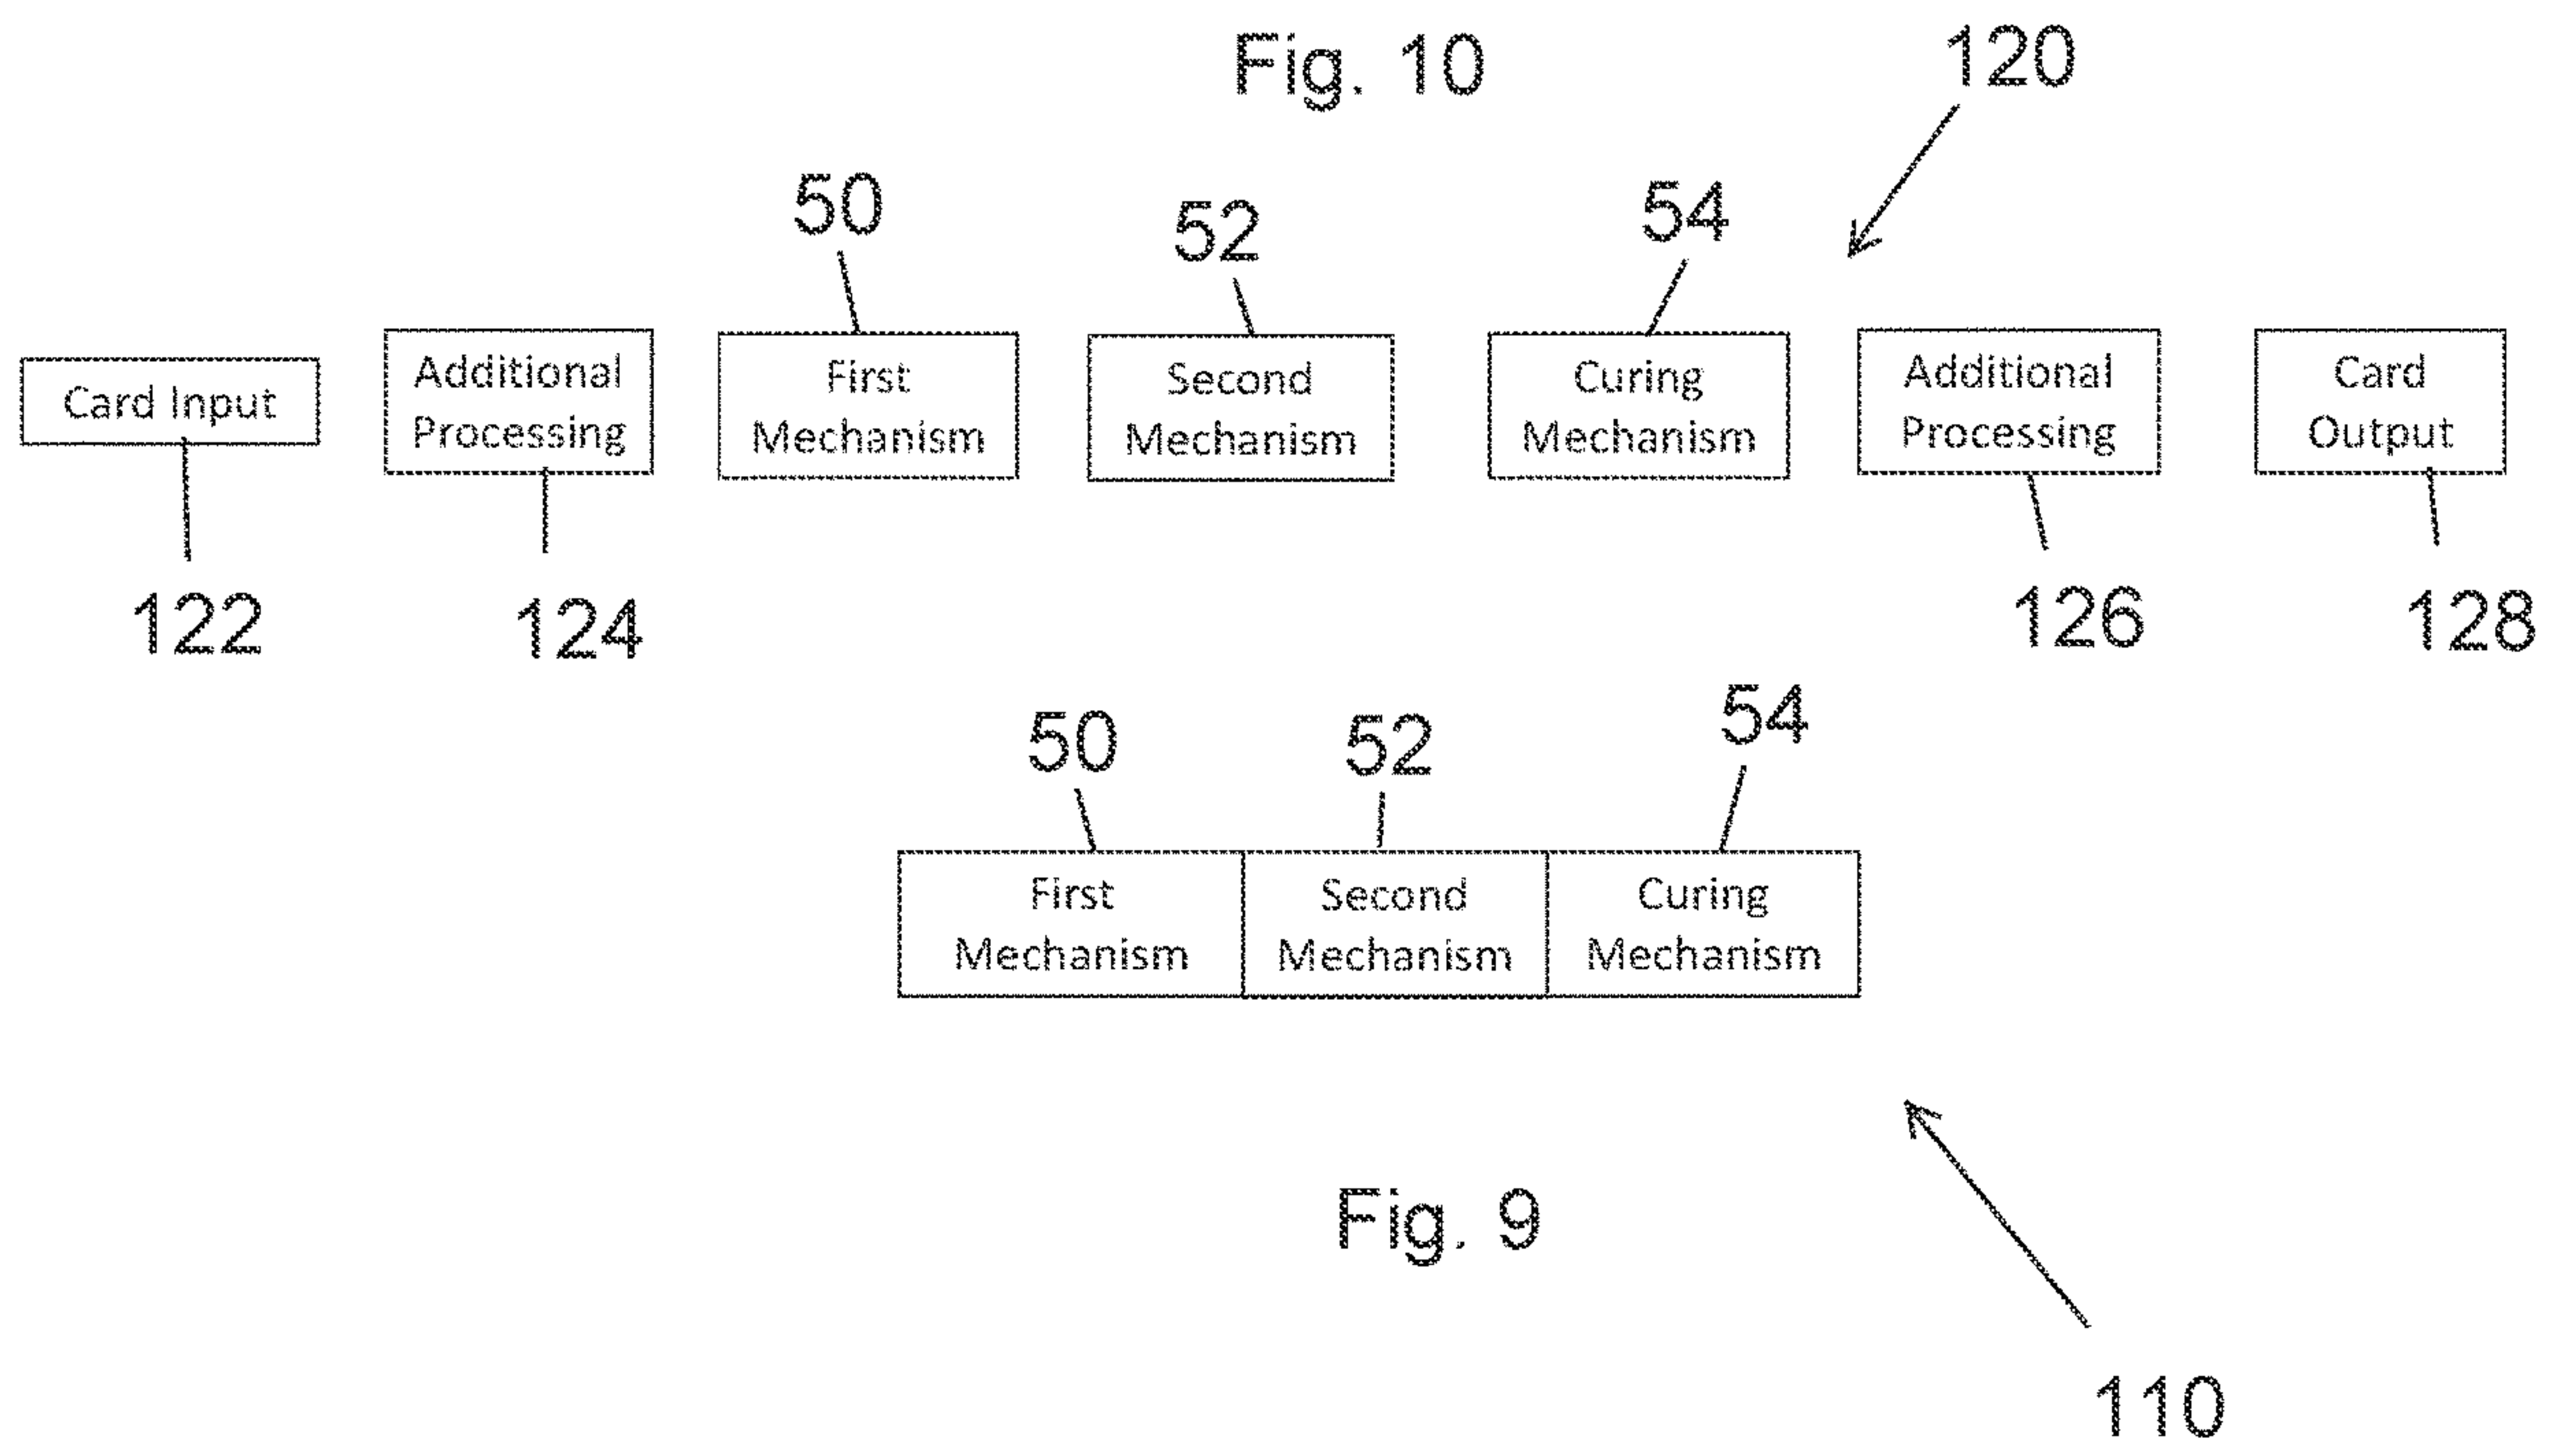 Fig. 10
120
50
52
54
Card Input
Additional
Processing
First
Mechanism
Second
Mechanism
Curing
Mechanism
Additional
Processing
Card
Output
122
124
126
128
50
52
54
First
Mechanism
Second
Mechanism
Curing
Mechanism
Fig. 9
110